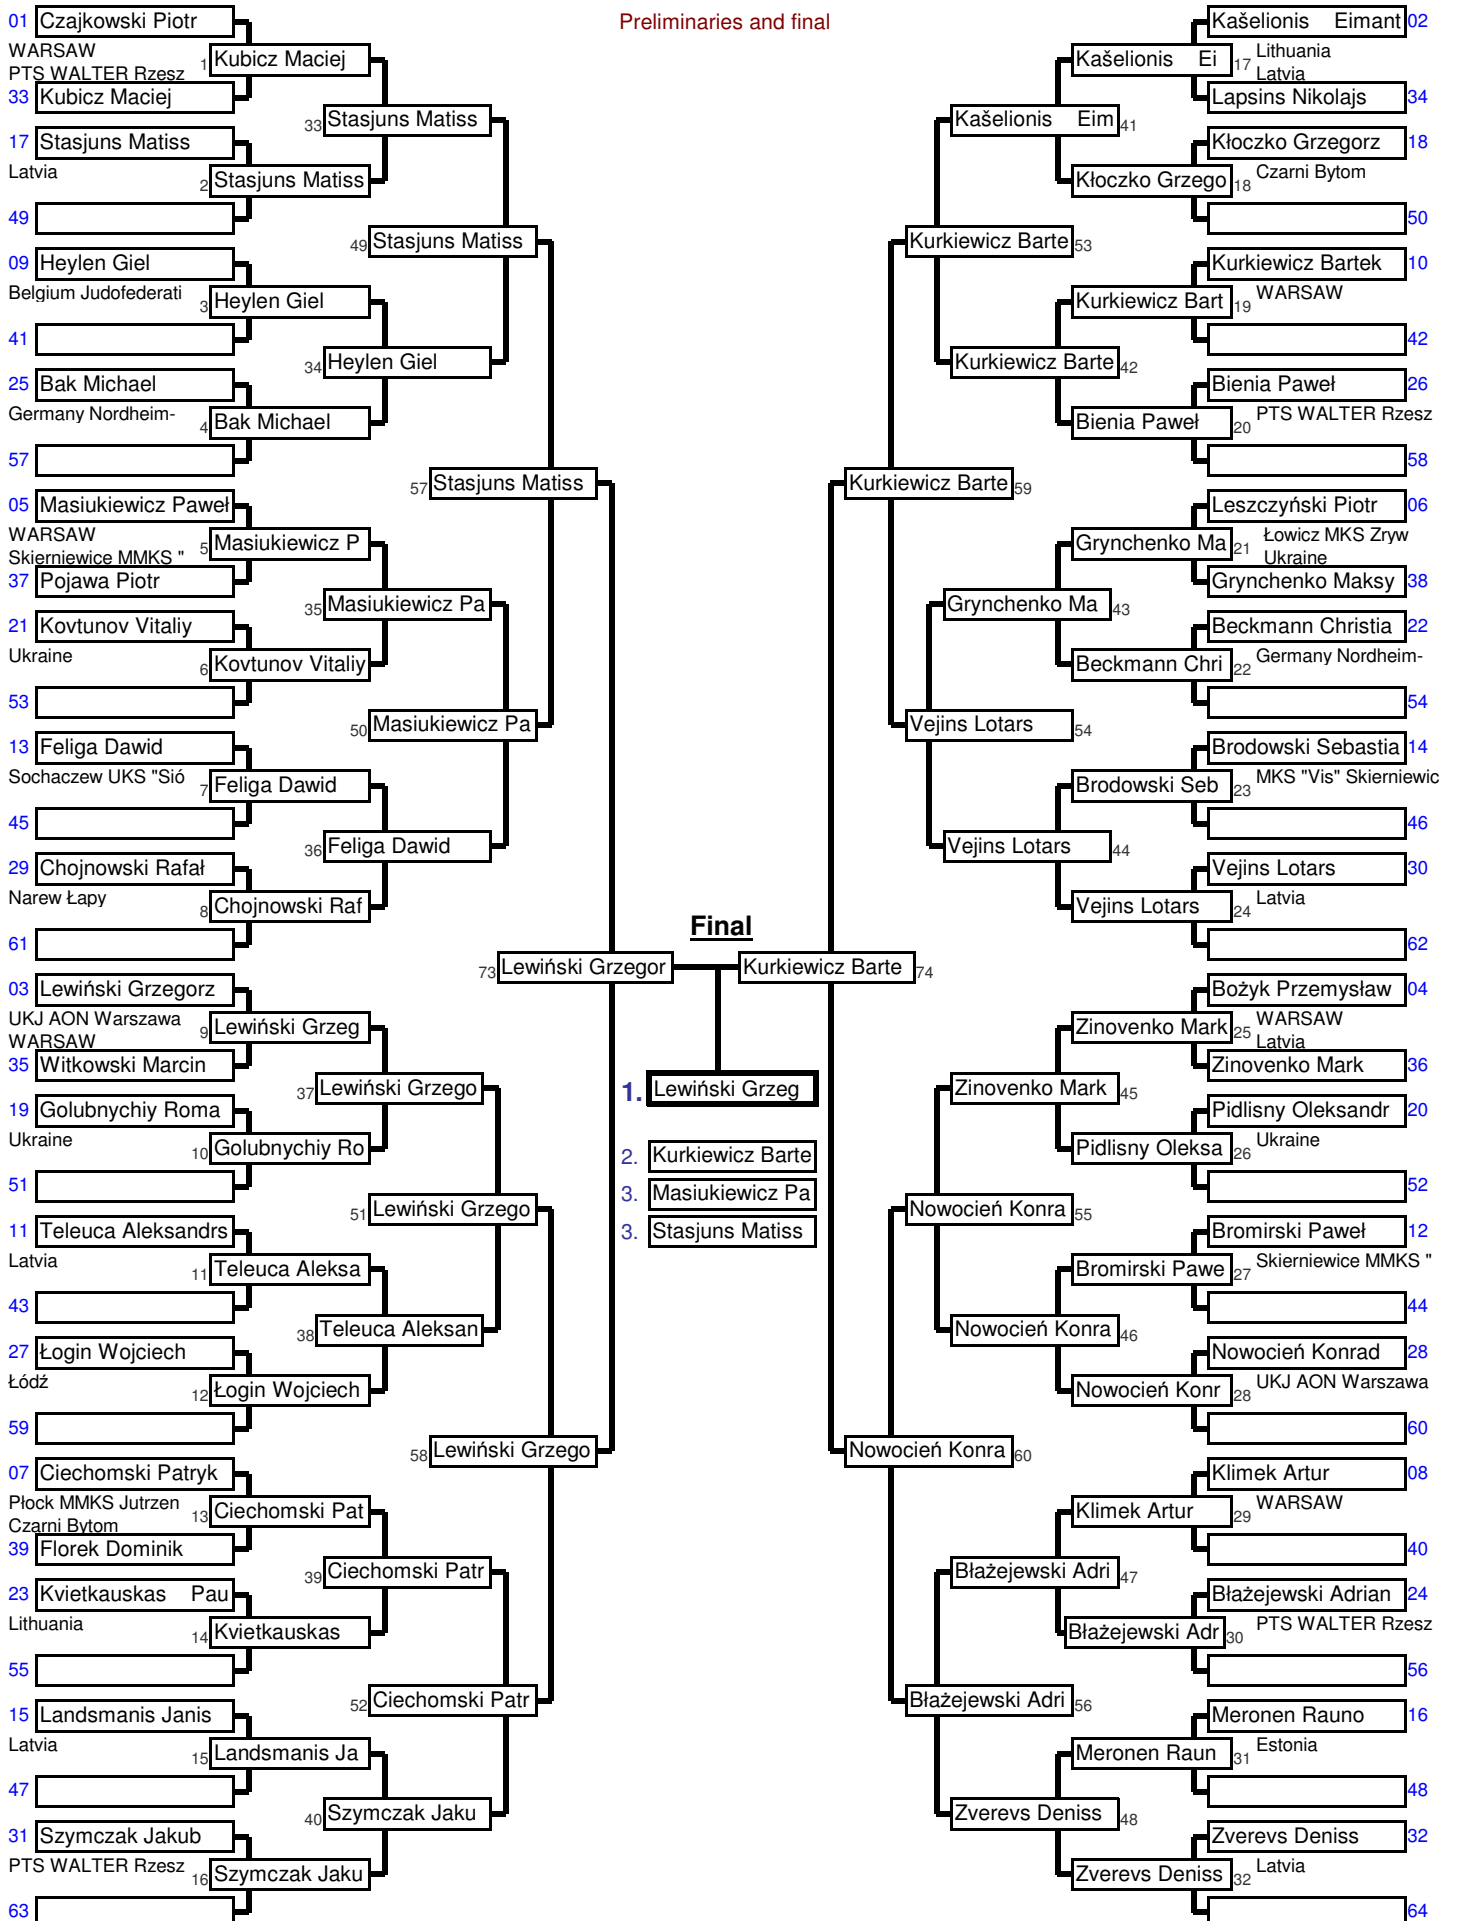 Preliminaries and final
01 Czajkowski Piotr
WARSAW
PTS WALTER Rzesz
1 Kubicz Maciej
33 Kubicz Maciej
33 Stasjuns Matiss
17 Stasjuns Matiss
Latvia
2 Stasjuns Matiss
49
49 Stasjuns Matiss
09 Heylen Giel
Belgium Judofederati
3 Heylen Giel
41
34 Heylen Giel
25 Bak Michael
Germany Nordheim-
4 Bak Michael
57
57 Stasjuns Matiss
05 Masiukiewicz Paweł
WARSAW
Skierniewice MMKS "
5 Masiukiewicz P
37 Pojawa Piotr
35 Masiukiewicz Pa
21 Kovtunov Vitaliy
Ukraine
6 Kovtunov Vitaliy
53
50 Masiukiewicz Pa
13 Feliga Dawid
Sochaczew UKS "Sió
7 Feliga Dawid
45
36 Feliga Dawid
29 Chojnowski Rafał
Narew Łapy
8 Chojnowski Raf
61
73 Lewiński Grzegor
03 Lewiński Grzegorz
UKJ AON Warszawa
WARSAW
9 Lewiński Grzeg
35 Witkowski Marcin
37 Lewiński Grzego
19 Golubnychiy Roma
Ukraine
10 Golubnychiy Ro
51
51 Lewiński Grzego
11 Teleuca Aleksandrs
Latvia
11 Teleuca Aleksa
43
38 Teleuca Aleksan
27 Łogin Wojciech
Łódź
12 Łogin Wojciech
59
58 Lewiński Grzego
07 Ciechomski Patryk
Płock MMKS Jutrzen
Czarni Bytom
13 Ciechomski Pat
39 Florek Dominik
39 Ciechomski Patr
23 Kvietkauskas Pau
Lithuania
14 Kvietkauskas
55
52 Ciechomski Patr
15 Landsmanis Janis
Latvia
15 Landsmanis Ja
47
40 Szymczak Jaku
31 Szymczak Jakub
PTS WALTER Rzesz
16 Szymczak Jaku
63
Final
1. Lewiński Grzeg
2. Kurkiewicz Barte
3. Masiukiewicz Pa
3. Stasjuns Matiss
Kašelionis Eimant 02
Lithuania
Latvia
Kašelionis Ei 17
Lapsins Nikolajs 34
Kašelionis Eim 41
Kłoczko Grzegorz 18
Czarni Bytom
Kłoczko Grzego 18
50
Kurkiewicz Barte 53
Kurkiewicz Bartek 10
WARSAW
Kurkiewicz Bart 19
42
Kurkiewicz Barte 42
Bienia Paweł 26
PTS WALTER Rzesz
Bienia Paweł 20
58
Kurkiewicz Barte 59
Leszczyński Piotr 06
Łowicz MKS Zryw
Ukraine
Grynchenko Ma 21
Grynchenko Maksy 38
Grynchenko Ma 43
Beckmann Christia 22
Germany Nordheim-
Beckmann Chri 22
54
Vejins Lotars 54
Brodowski Sebastia 14
MKS "Vis" Skierniewic
Brodowski Seb 23
46
Vejins Lotars 44
Vejins Lotars 30
Latvia
Vejins Lotars 24
62
Kurkiewicz Barte 74
Bożyk Przemysław 04
WARSAW
Latvia
Zinovenko Mark 25
Zinovenko Mark 36
Zinovenko Mark 45
Pidlisny Oleksandr 20
Ukraine
Pidlisny Oleksa 26
52
Nowocień Konra 55
Bromirski Paweł 12
Skierniewice MMKS "
Bromirski Pawe 27
44
Nowocień Konra 46
Nowocień Konrad 28
UKJ AON Warszawa
Nowocień Konr 28
60
Nowocień Konra 60
Klimek Artur 08
WARSAW
Klimek Artur 29
40
Błażejewski Adri 47
Błażejewski Adrian 24
PTS WALTER Rzesz
Błażejewski Adr 30
56
Błażejewski Adri 56
Meronen Rauno 16
Estonia
Meronen Raun 31
48
Zverevs Deniss 48
Zverevs Deniss 32
Latvia
Zverevs Deniss 32
64